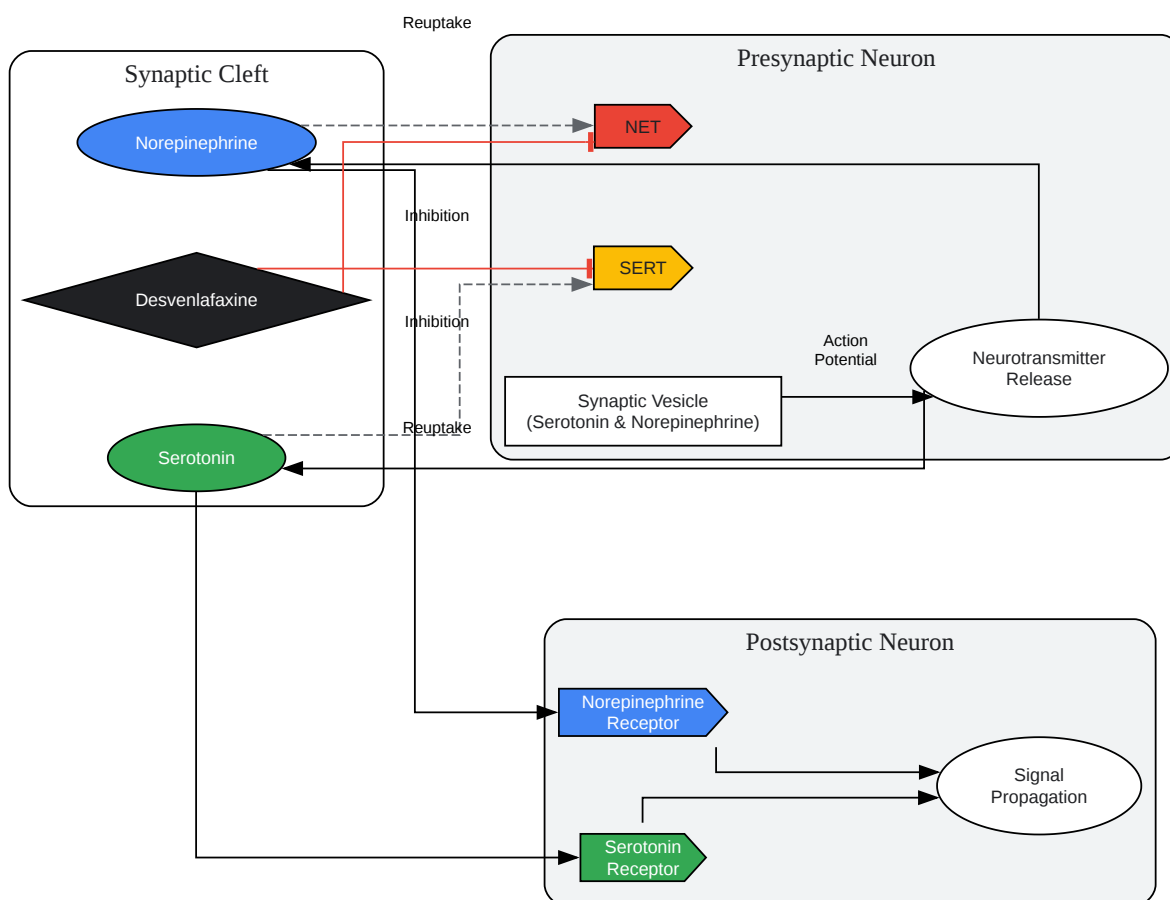 Reuptake
Synaptic Cleft
Presynaptic Neuron
NET
Norepinephrine
Inhibition
SERT
Desvenlafaxine
Inhibition
Action
Potential
Neurotransmitter
Release
Synaptic Vesicle
(Serotonin & Norepinephrine)
Reuptake
Serotonin
Postsynaptic Neuron
Norepinephrine
Receptor
Signal
Propagation
Serotonin
Receptor